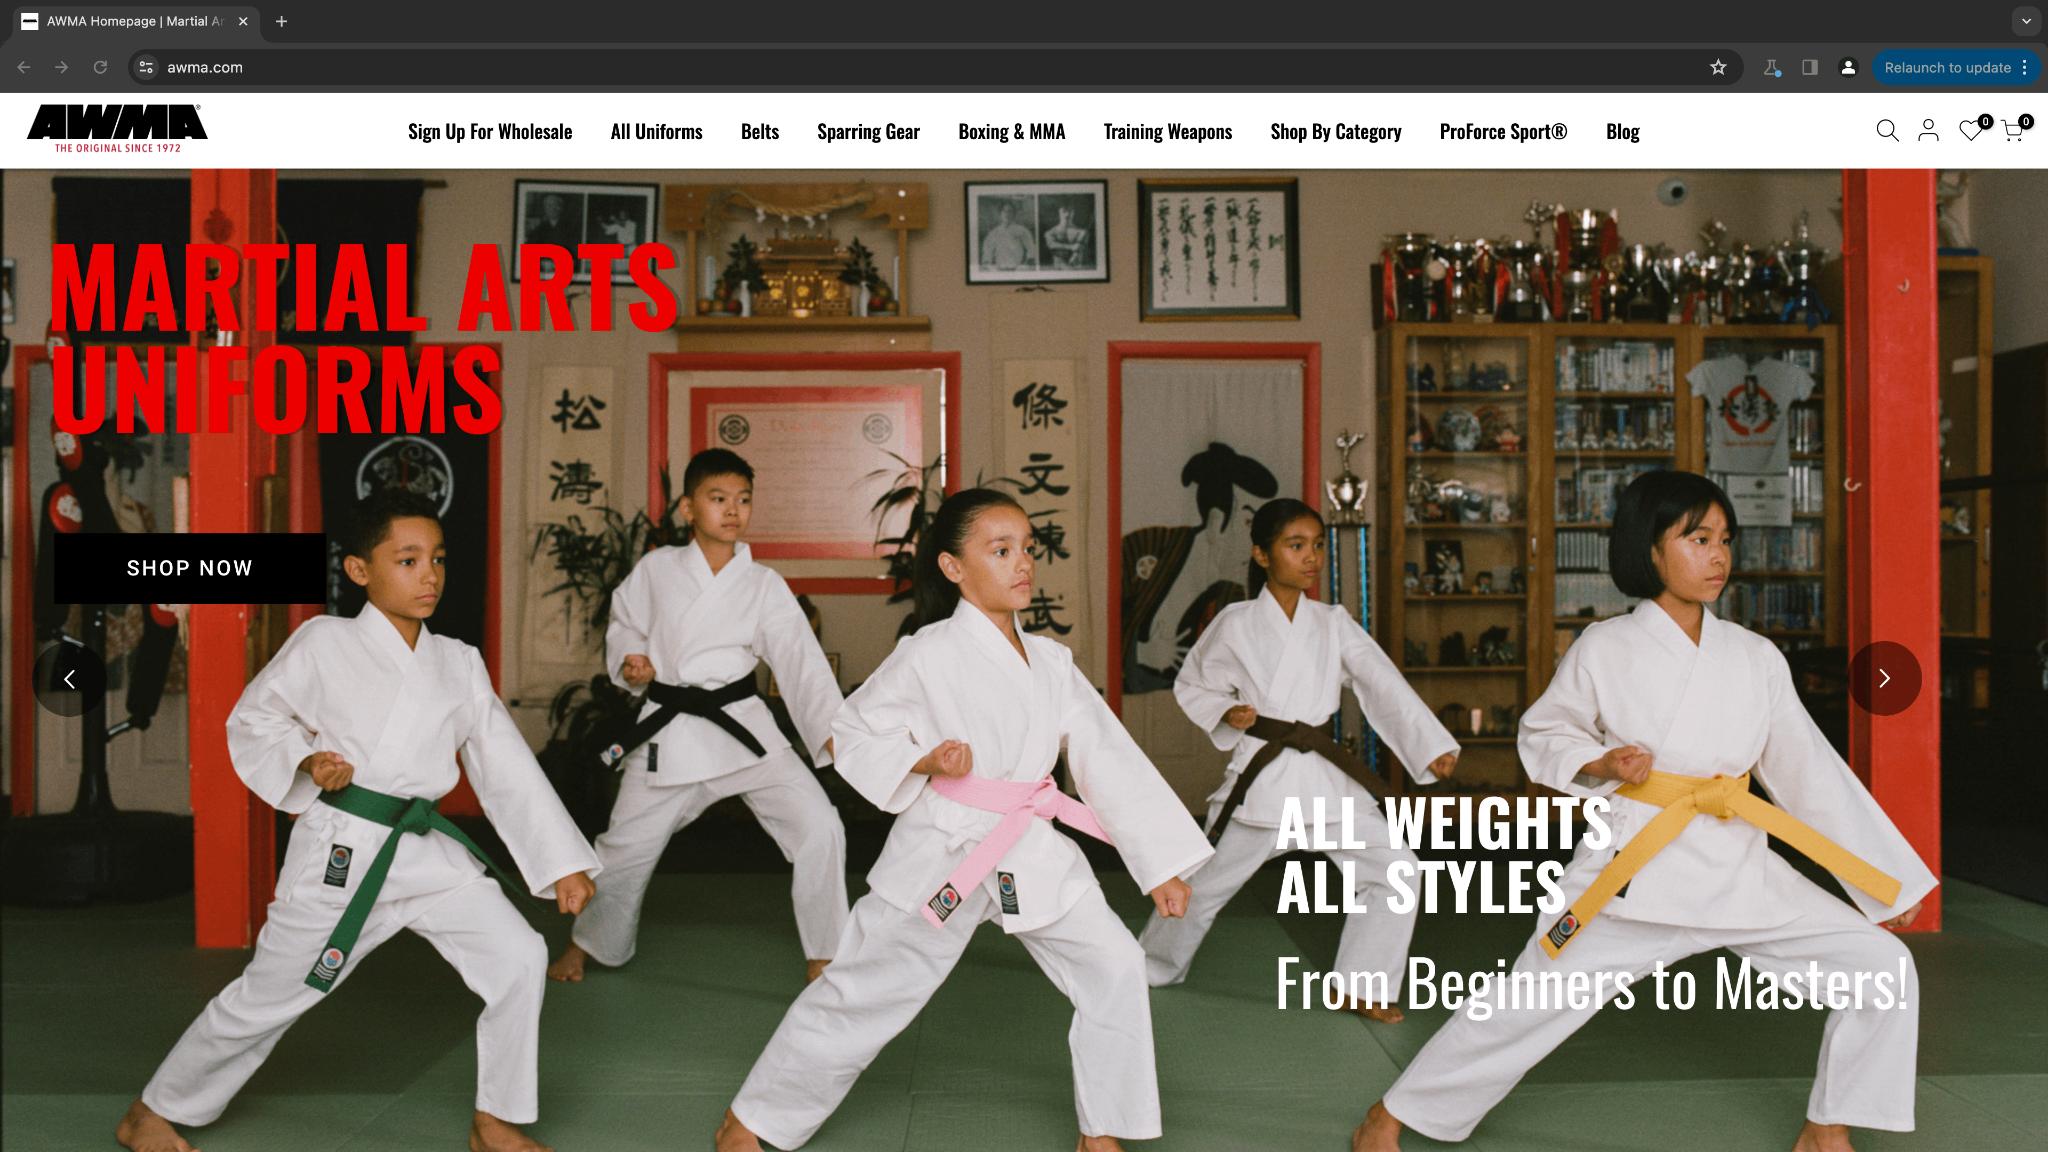 AWMA Homepage | Martial Ar
awma.com
Relaunch to update
AWMA®
THE ORIGINAL SINCE 1972
Sign Up For Wholesale
All Uniforms
Belts
Sparring Gear
Boxing & MMA
Training Weapons
Shop By Category
ProForce Sport®
Blog
0
0
MARTIAL ARTS
UNIFORMS
SHOP NOW
松
濤
條
文
練
武
ALL WEIGHTS
ALL STYLES
From Beginners to Masters!